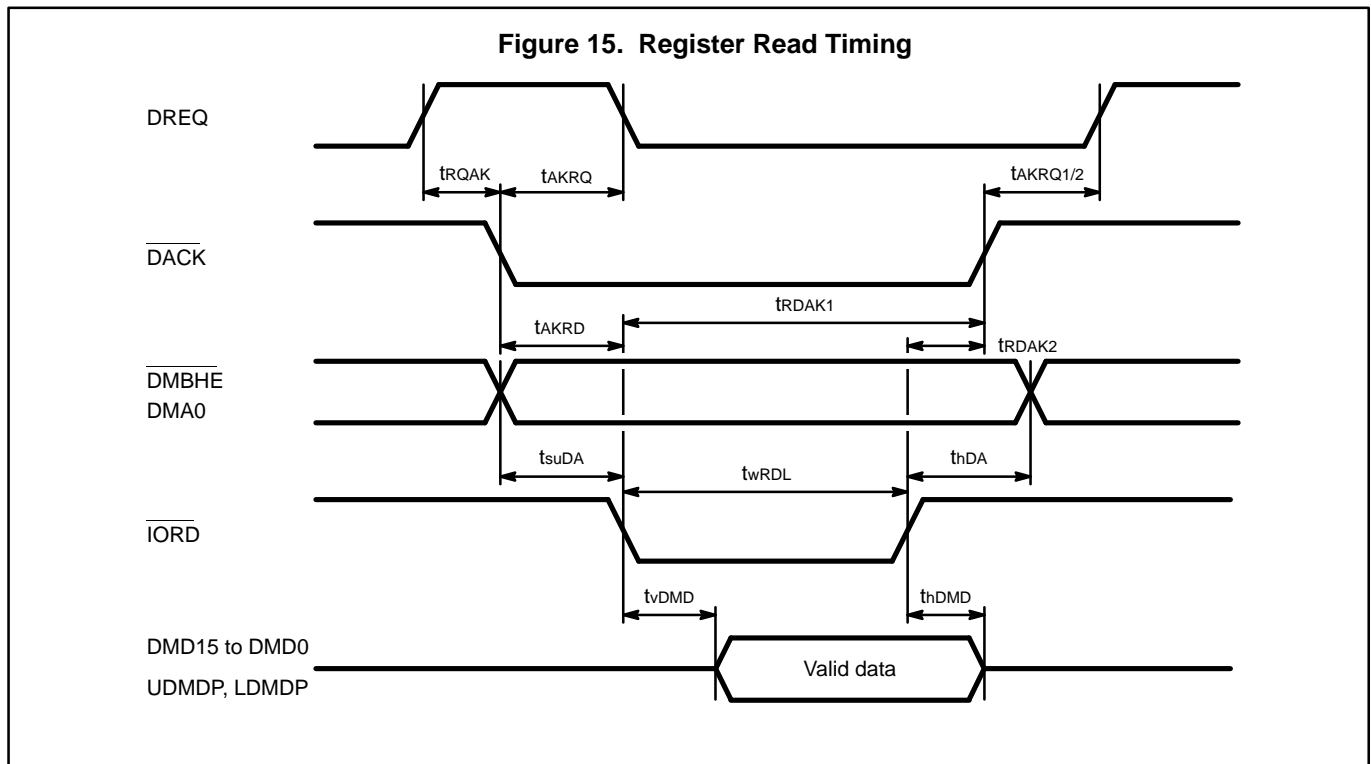 Figure 15. Register Read Timing
DREQ
tRQAK
tAKRQ
tAKRQ1/2
DACK
tRDAK1
tAKRD
tRDAK2
DMBHE
DMA0
tsuDA
twRDL
thDA
IORD
tvDMD
thDMD
DMD15 to DMD0
Valid data
UDMDP, LDMDP